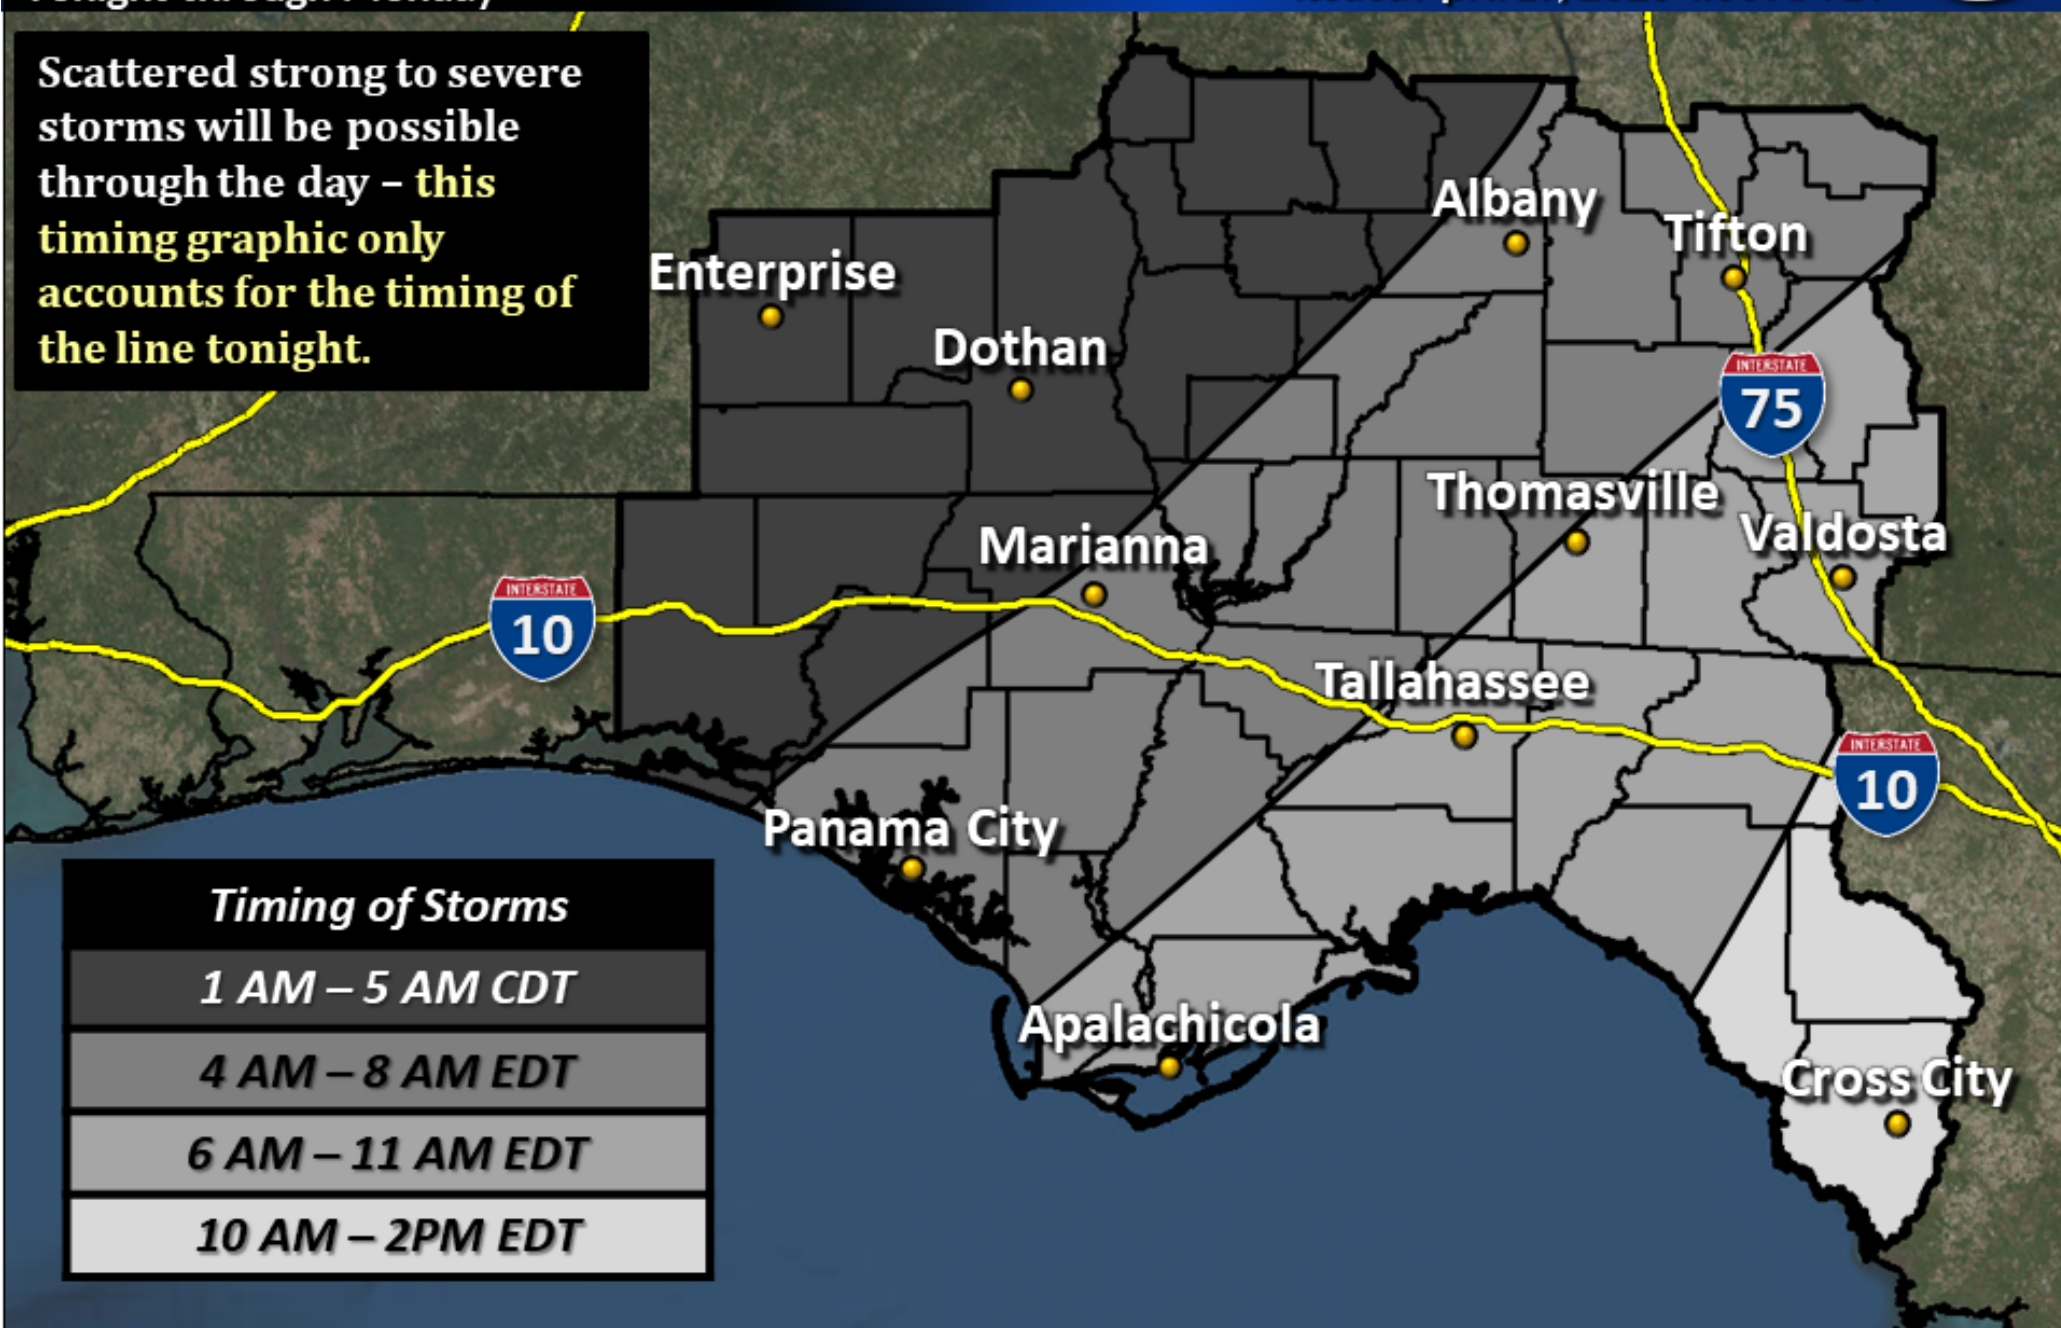 Scattered strong to severe
storms will be possible
through the day – this
timing graphic only
accounts for the timing of
the line tonight.
Albany
Tifton
Enterprise
Dothan
INTERSTATE
75
Thomasville
Valdosta
Marianna
INTERSTATE
10
Tallahassee
INTERSTATE
10
Panama City
Apalachicola
Cross City
Timing of Storms
1 AM – 5 AM CDT
4 AM – 8 AM EDT
6 AM – 11 AM EDT
10 AM – 2PM EDT